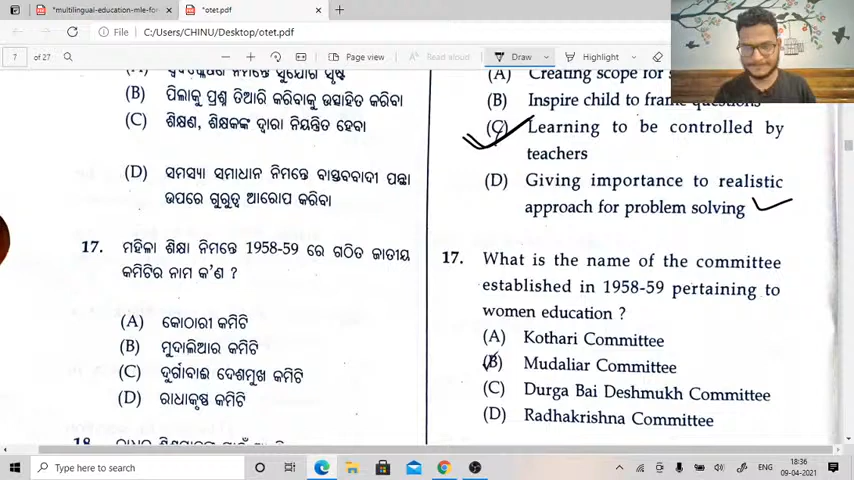 *multilingual-education-mle-for
*otet.pdf
C:/Users/CHINU/Desktop/otet.pdf
7
of 27
Page view
Read aloud
Draw
Highlight
(B) ପିଲାକୁ ପ୍ରଶ୍ନ ତିଆରି କରିବାକୁ ଉତ୍ସାହିତ କରିବା
(C) ଶିକ୍ଷଣ, ଶିକ୍ଷକଙ୍କ ଦ୍ୱାରା ନିୟନ୍ତ୍ରିତ ହେବା
(D) ସମସ୍ୟା ସମାଧାନ ନିମନ୍ତେ ବାସ୍ତବବାଦୀ ପନ୍ଥା
ଉପରେ ଗୁରୁତ୍ୱ ଆରୋପ କରିବା
17. ମହିଳା ଶିକ୍ଷା ନିମନ୍ତେ 1958-59 ରେ ଗଠିତ ଜାତୀୟ
କମିଟିର ନାମ କ'ଣ ?
(A) କୋଠାରୀ କମିଟି
(B) ମୁଦାଲିଆର କମିଟି
(C) ଦୁର୍ଗାବାଈ ଦେଶମୁଖ କମିଟି
(D) ରାଧାକୃଷ୍ଣ କମିଟି
18.
(A) Creating scope for
(B) Inspire child to frame questions
(C) Learning to be controlled by
teachers
(D) Giving importance to realistic
approach for problem solving
17. What is the name of the committee
established in 1958-59 pertaining to
women education ?
(A) Kothari Committee
(B) Mudaliar Committee
(C) Durga Bai Deshmukh Committee
(D) Radhakrishna Committee
Type here to search
ENG
18:36
09-04-2021